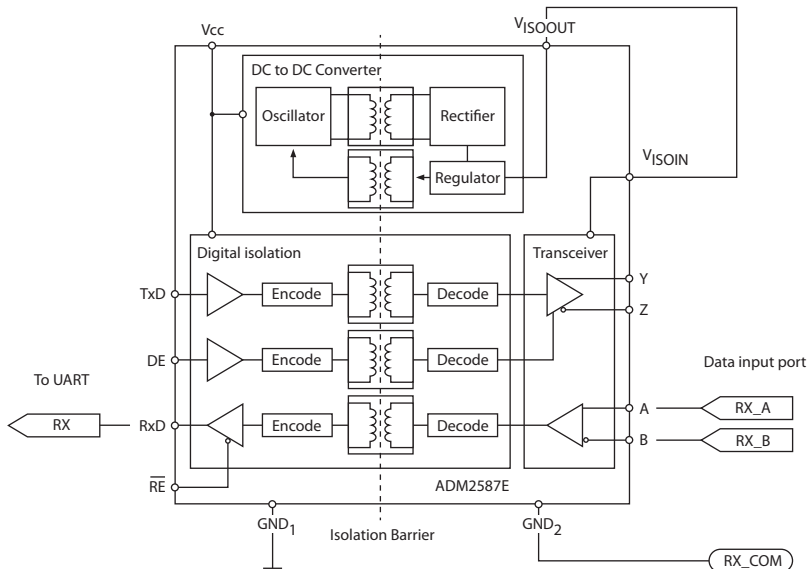 Vcc
VISOOUT
DC to DC Converter
Oscillator
Rectifier
Regulator
VISOIN
Digital isolation
Transceiver
TxD
Encode
Decode
Y
Z
DE
Encode
Decode
To UART
Data input port
RX
RxD
Encode
Decode
A
RX_A
B
RX_B
RE
ADM2587E
GND1
Isolation Barrier
GND2
RX_COM